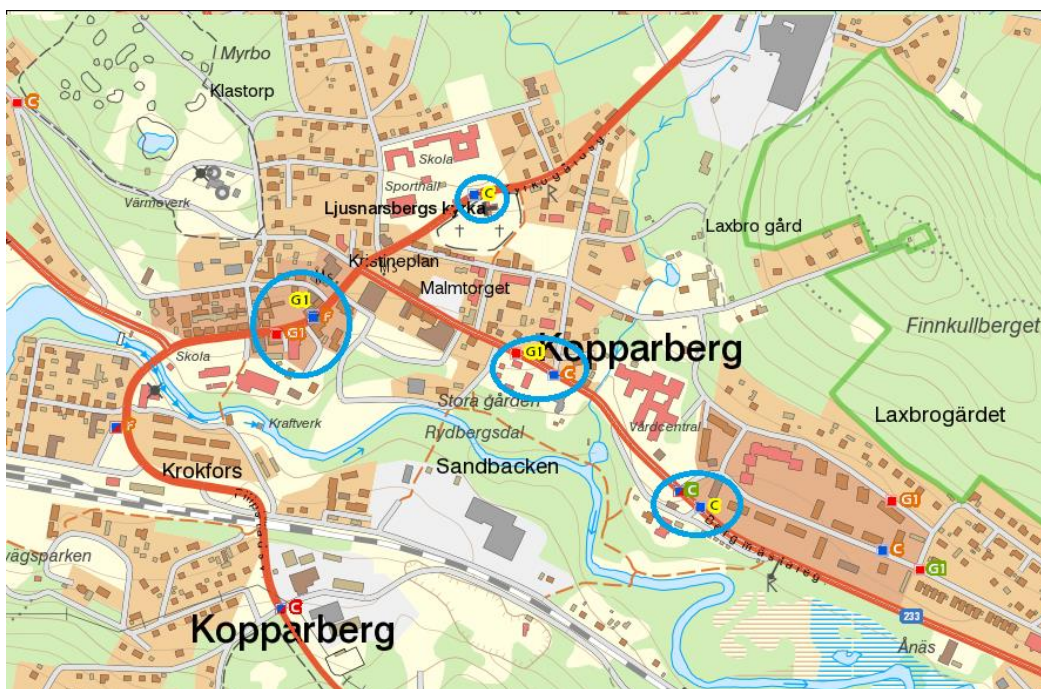 I Myrbo
Klastorp
C
Värmeverk
Skola
Sporthall
C
Ljusnarsbergs kyrka
Laxbro gård
Kristineplan
Malmtorget
G1
F
G1
G1
Kopparberg
Finnkullberget
Skola
C
Stora gården
Laxbrogärdet
Kraftverk
Rydbergsdal
Vårdcentral
F
Krokfors
Sandbacken
C
C
G1
C
G1
vägsparken
C
233
Kopparberg
Ånäs